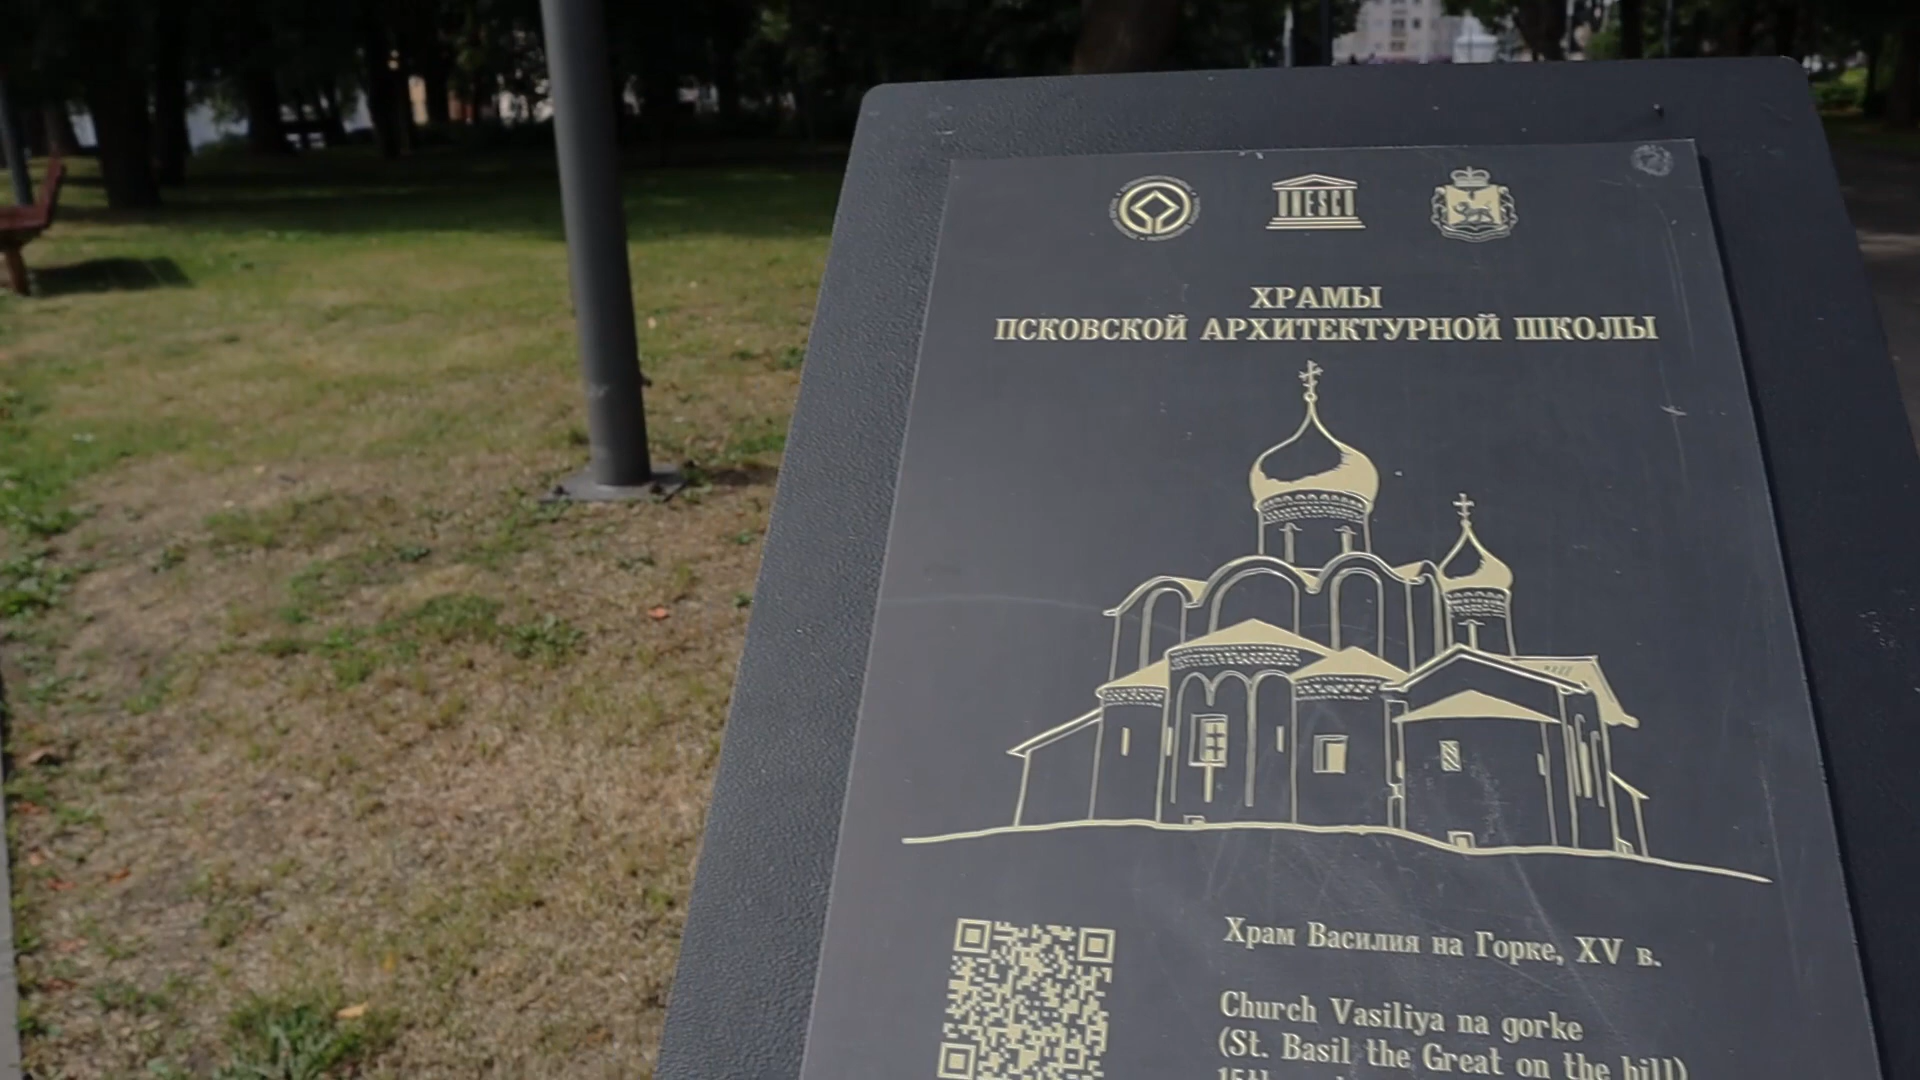 UNESCO
ХРАМЫ
ПСКОВСКОЙ АРХИТЕКТУРНОЙ ШКОЛЫ
Храм Василия на Горке, XV в.
Church Vasiliya na gorke
(St. Basil the Great on the hill)